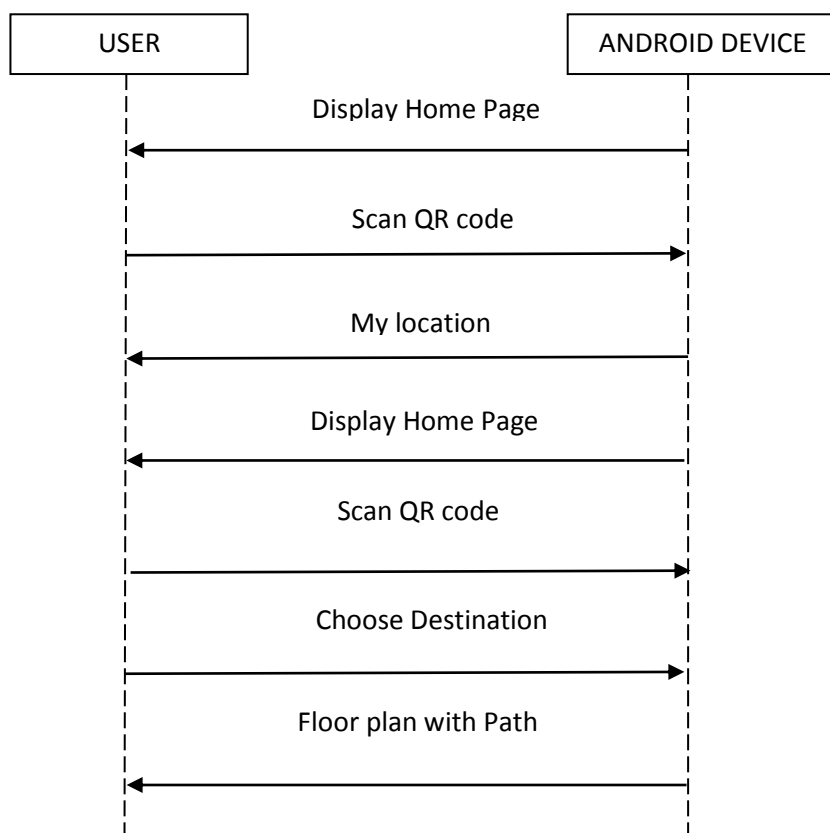 USER
ANDROID DEVICE
Display Home Page
Scan QR code
My location
Display Home Page
Scan QR code
Choose Destination
Floor plan with Path